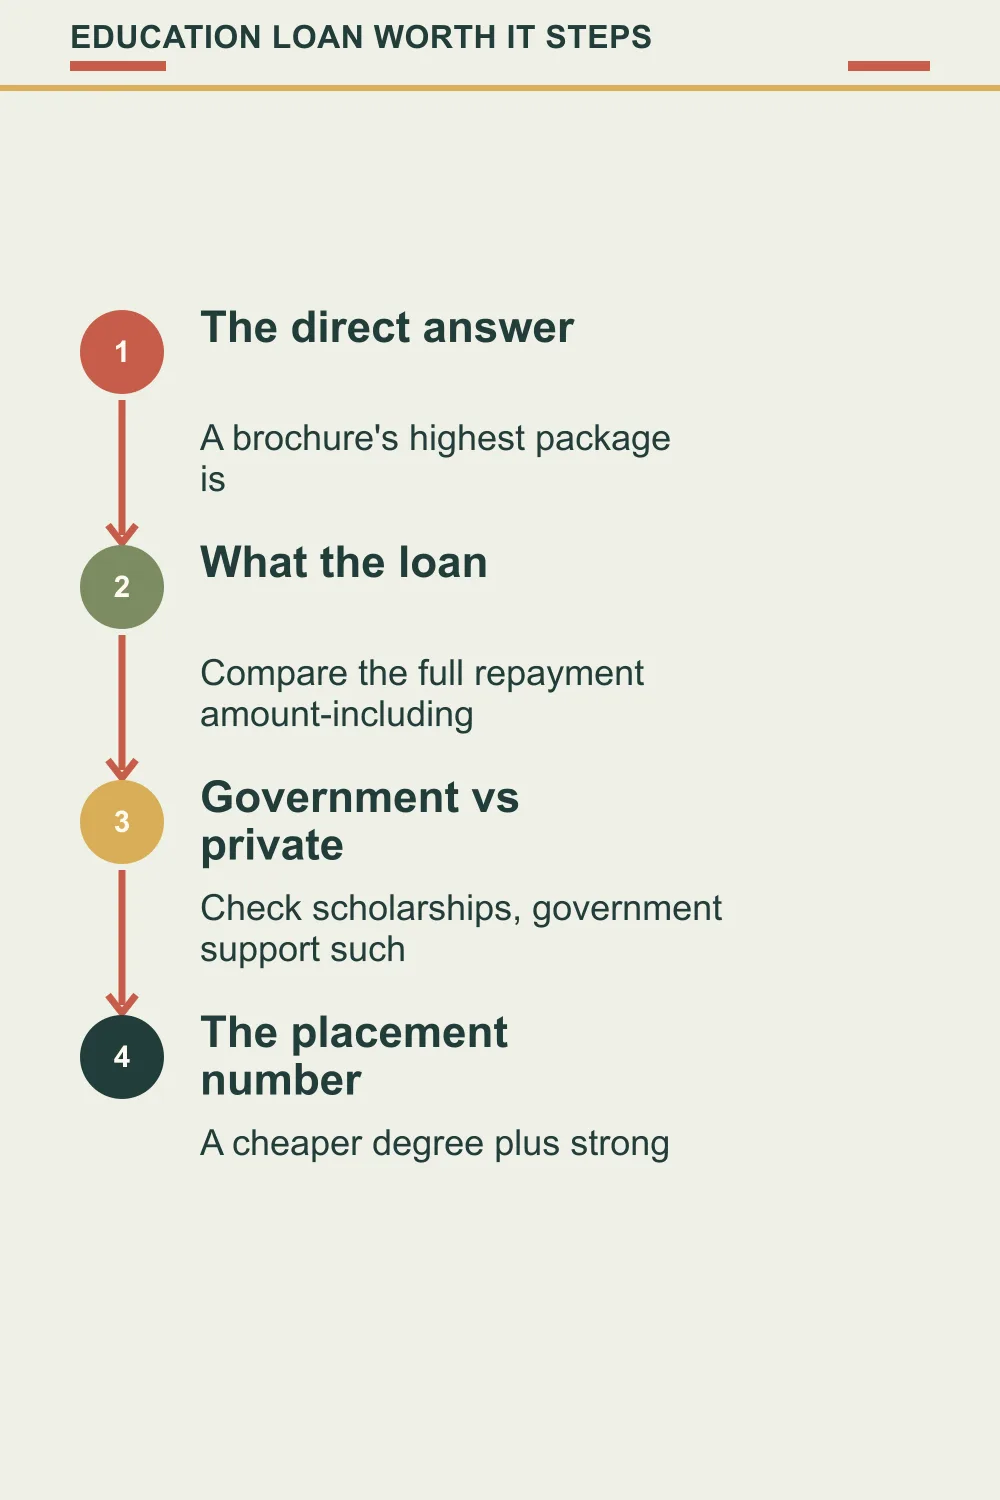 EDUCATION LOAN WORTH IT STEPS
1
The direct answer
A brochure's highest package
is
2
What the loan
Compare the full repayment
amount-including
3
Government vs
private
Check scholarships, government
support such
4
The placement
number
A cheaper degree plus strong